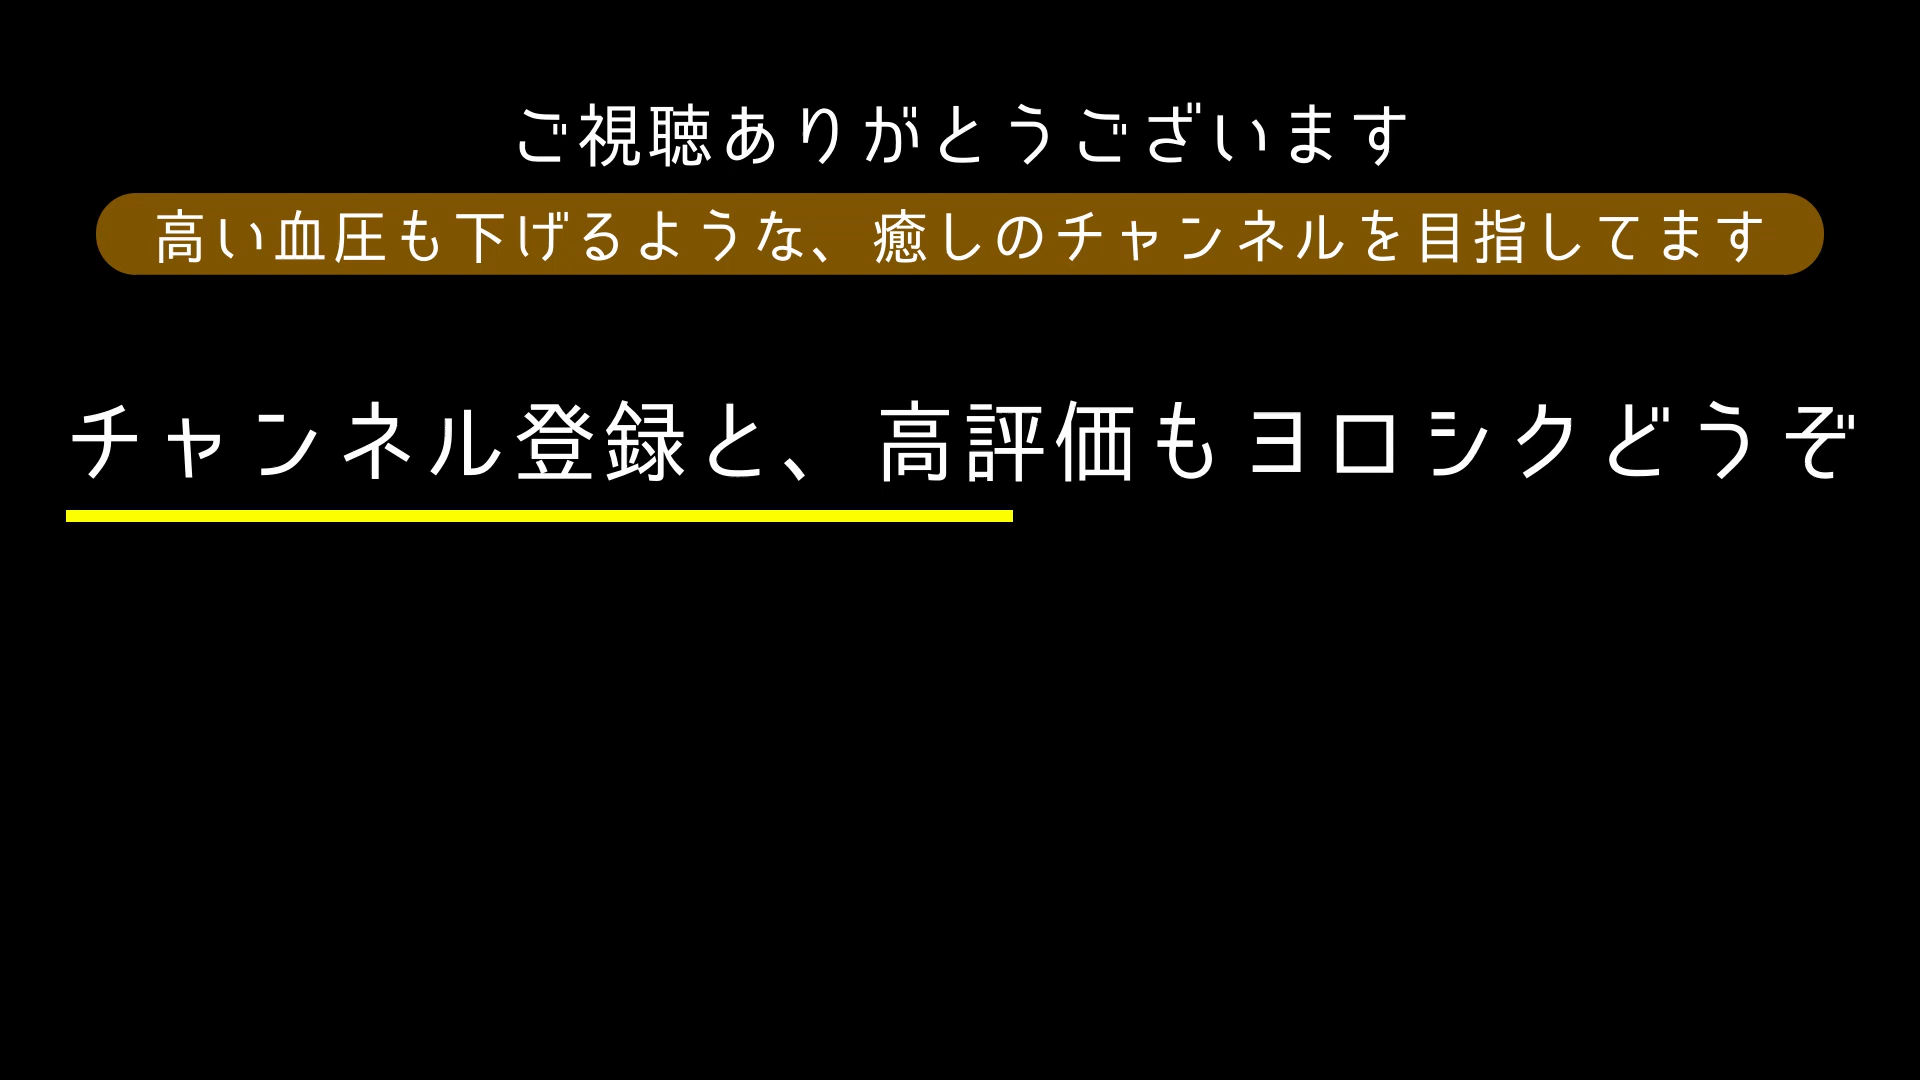 ご視聴ありがとうございます
高い血圧も下げるような、癒しのチャンネルを目指してます
チャンネル登録と、高評価もヨロシクどうぞ